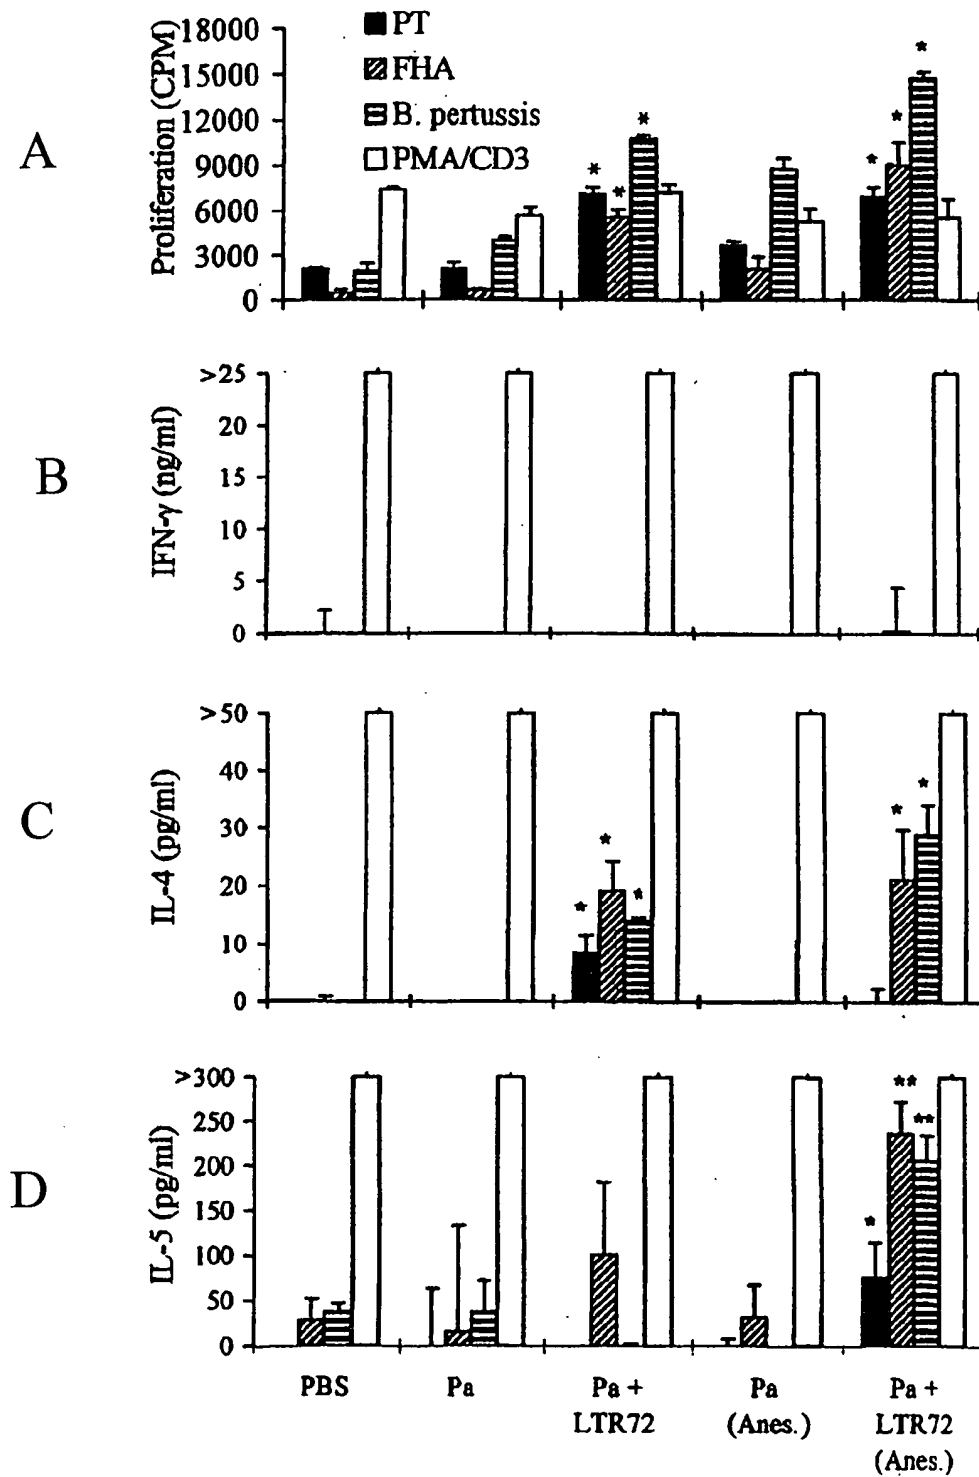 A
Proliferation (CPM)
18000
15000
12000
9000
6000
3000
0
PT
FHA
B. pertussis
PMA/CD3
* * * * * *
B
IFN-γ (ng/ml)
>25
20
15
10
5
0
C
IL-4 (pg/ml)
>50
40
30
20
10
0
* * * * *
D
IL-5 (pg/ml)
>300
250
200
150
100
50
0
* ** **
PBS
Pa
Pa +
LTR72
Pa
(Anes.)
Pa +
LTR72
(Anes.)